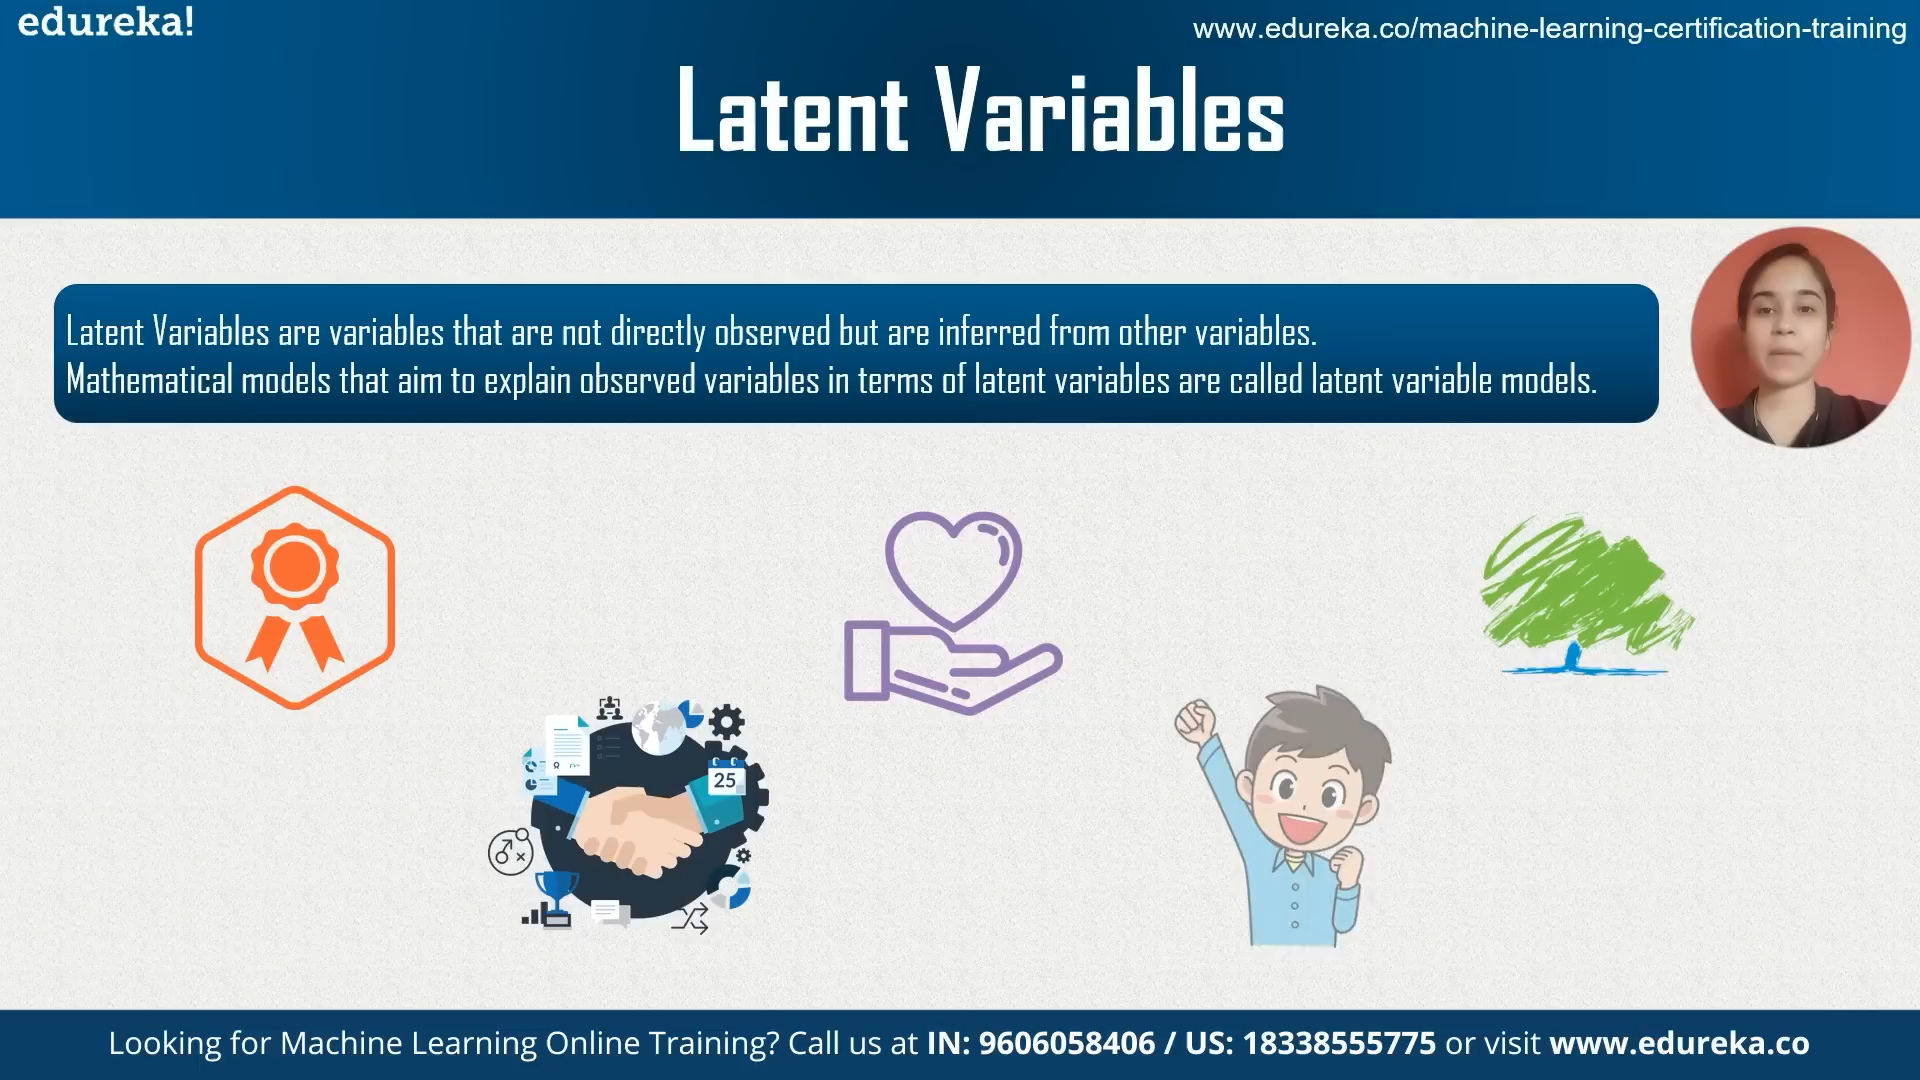 edureka!
www.edureka.co/machine-learning-certification-training
Latent Variables
Latent Variables are variables that are not directly observed but are inferred from other variables.
Mathematical models that aim to explain observed variables in terms of latent variables are called latent variable models.
25
Looking for Machine Learning Online Training? Call us at IN: 9606058406 / US: 18338555775 or visit www.edureka.co